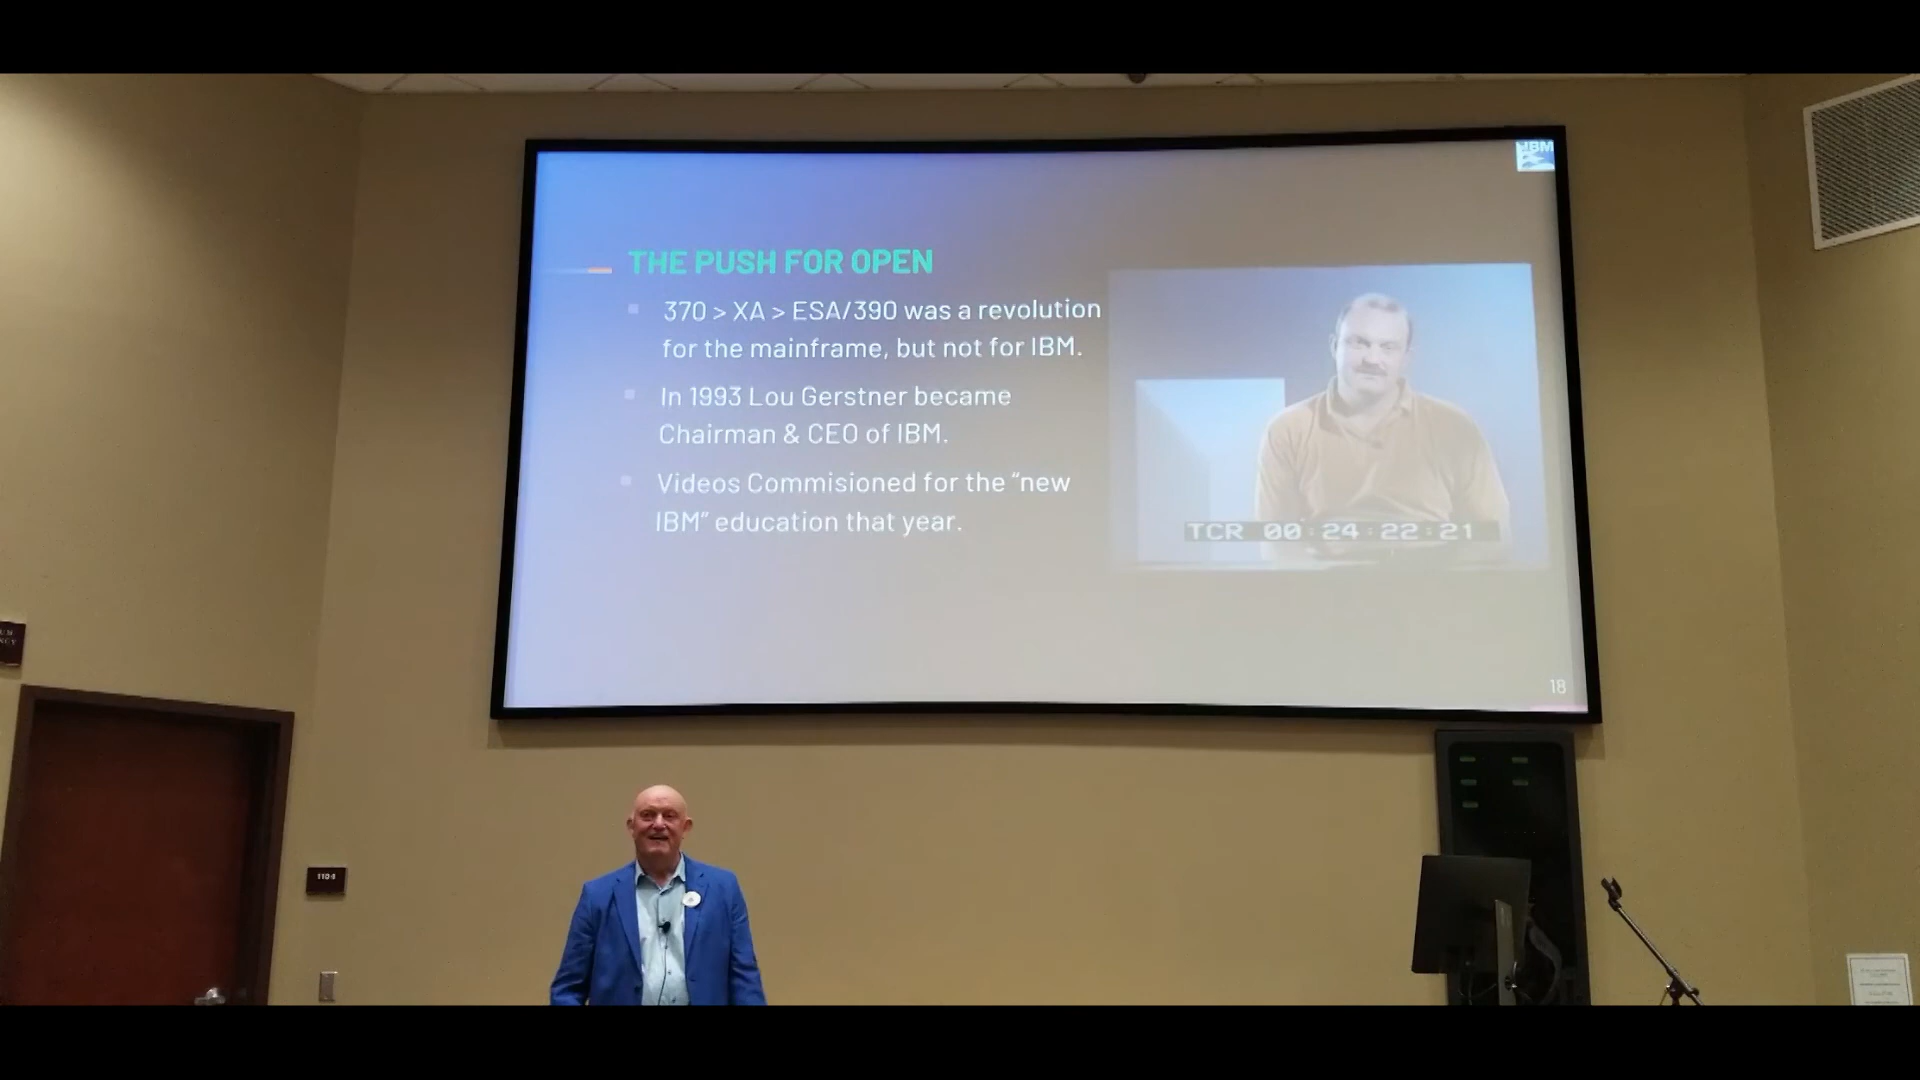 IBM
THE PUSH FOR OPEN
370 > XA > ESA/390 was a revolution
for the mainframe, but not for IBM.
In 1993 Lou Gerstner became
Chairman & CEO of IBM.
Videos Commisioned for the “new
IBM” education that year.
TCR 00:24:22:21
18